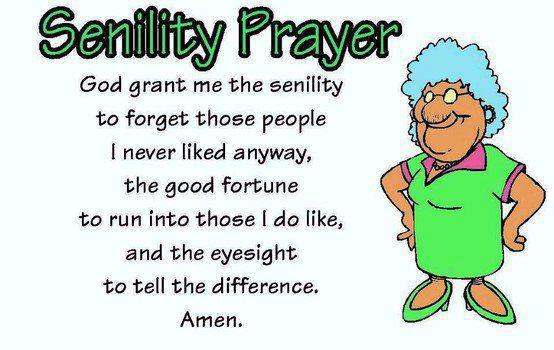 Senility Prayer
God grant me the senility
to forget those people
I never liked anyway,
the good fortune
to run into those I do like,
and the eyesight
to tell the difference.
Amen.